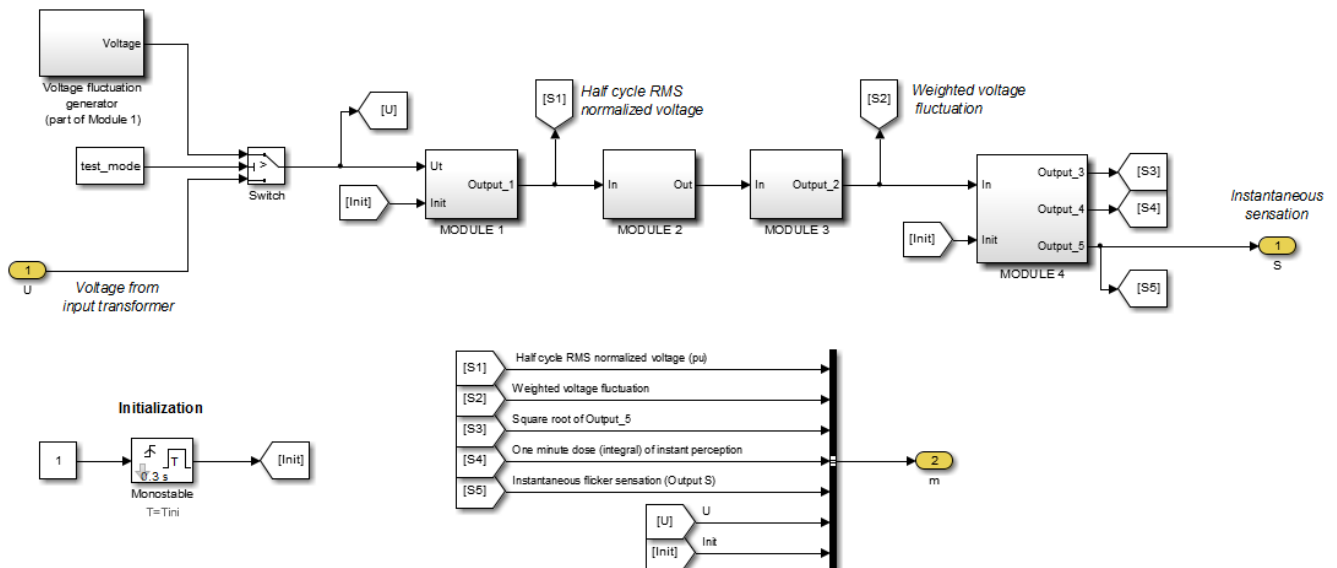 Voltage
Voltage fluctuation
generator
(part of Module 1)
test_mode
>
Switch
1
U
Voltage from
input transformer
[U]
[Init]
Ut
Init
Output_1
MODULE 1
[S1]
Half cycle RMS
normalized voltage
In
Out
MODULE 2
In
Output_2
MODULE 3
[S2]
Weighted voltage
fluctuation
[Init]
In
Init
Output_3
Output_4
Output_5
MODULE 4
[S3]
[S4]
[S5]
Instantaneous
sensation
1
S
Initialization
1
T
0.3 s
Monostable
T=Tini
[Init]
[S1]
Half cycle RMS normalized voltage (pu)
[S2]
Weighted voltage fluctuation
[S3]
Square root of Output_5
[S4]
One minute dose (integral) of instant perception
[S5]
Instantaneous flicker sensation (Output S)
[U]
U
[Init]
Init
2
m